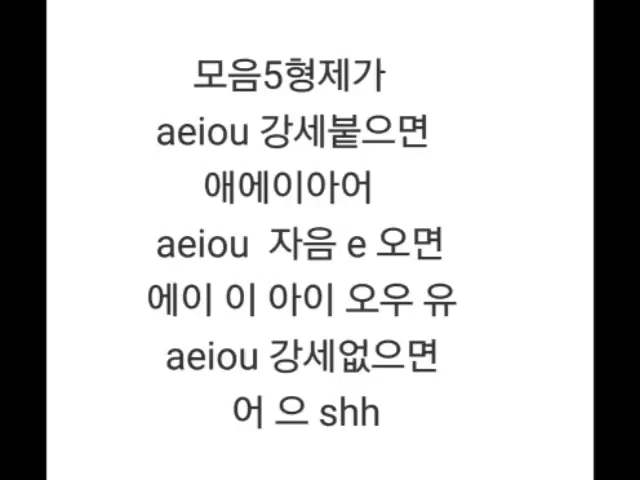 모음5형제가
aeiou 강세붙으면
애에이아어
aeiou 자음 e 오면
에이 이 아이 오우 유
aeiou 강세없으면
어 으 shh